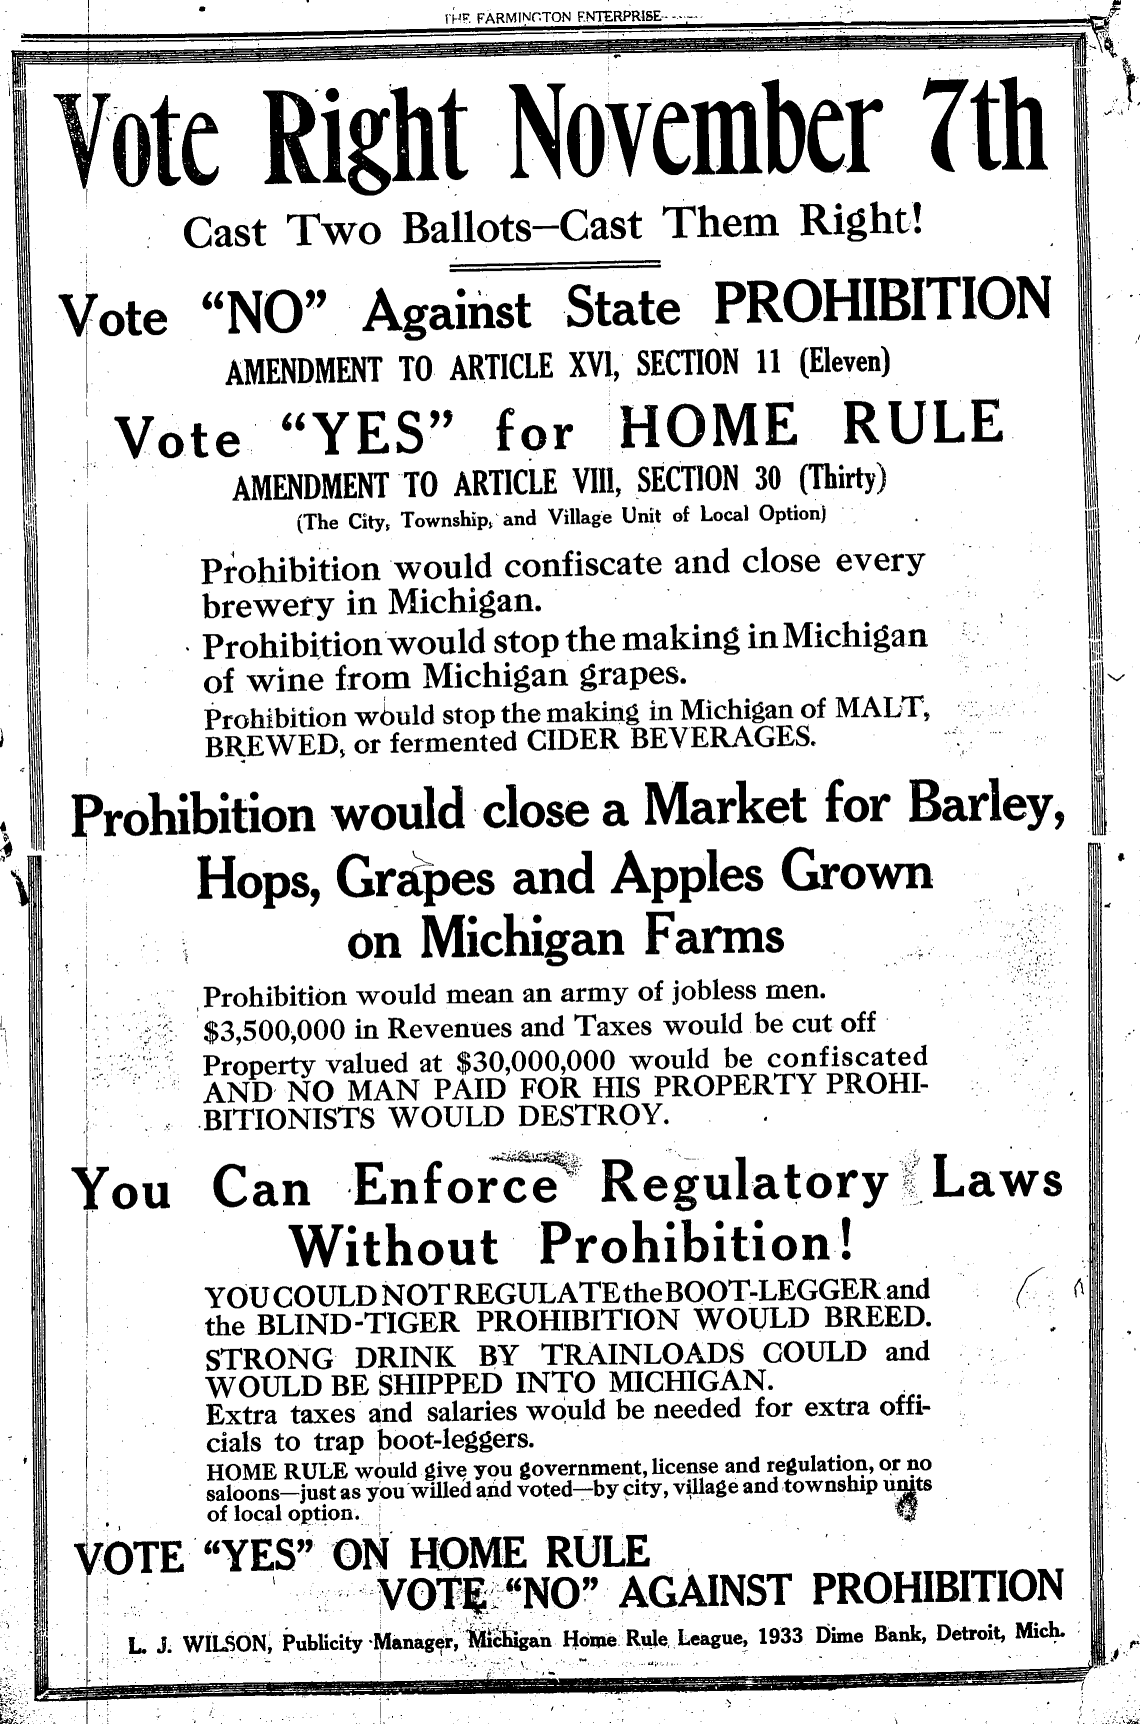 THE FARMINGTON ENTERPRISE
Vote Right November 7th
Cast Two Ballots—Cast Them Right!
Vote “NO” Against State PROHIBITION
AMENDMENT TO ARTICLE XVI, SECTION 11 (Eleven)
Vote “YES” for HOME RULE
AMENDMENT TO ARTICLE VIII, SECTION 30 (Thirty)
(The City, Township, and Village Unit of Local Option)
Prohibition would confiscate and close every
brewery in Michigan.
Prohibition would stop the making in Michigan
of wine from Michigan grapes.
Prohibition would stop the making in Michigan of MALT,
BREWED, or fermented CIDER BEVERAGES.
Prohibition would close a Market for Barley,
Hops, Grapes and Apples Grown
on Michigan Farms
Prohibition would mean an army of jobless men.
$3,500,000 in Revenues and Taxes would be cut off
Property valued at $30,000,000 would be confiscated
AND NO MAN PAID FOR HIS PROPERTY PROHI-
BITIONISTS WOULD DESTROY.
You Can Enforce Regulatory Laws
Without Prohibition!
YOU COULD NOT REGULATE the BOOT-LEGGER and
the BLIND-TIGER PROHIBITION WOULD BREED.
STRONG DRINK BY TRAINLOADS COULD and
WOULD BE SHIPPED INTO MICHIGAN.
Extra taxes and salaries would be needed for extra offi-
cials to trap boot-leggers.
HOME RULE would give you government, license and regulation, or no
saloons—just as you willed and voted—by city, village and township units
of local option.
VOTE “YES” ON HOME RULE
VOTE “NO” AGAINST PROHIBITION
L. J. WILSON, Publicity Manager, Michigan Home Rule League, 1933 Dime Bank, Detroit, Mich.